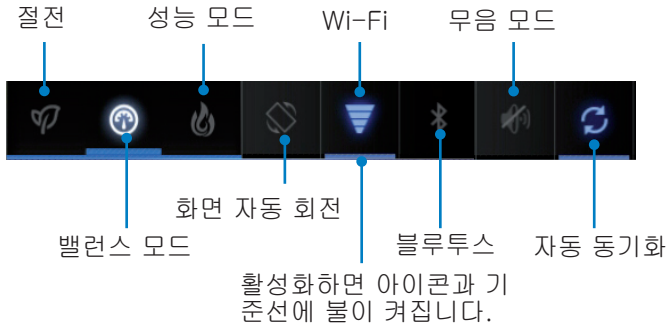 절전
성능 모드
Wi-Fi
무음 모드
화면 자동 회전
밸런스 모드
블루투스
자동 동기화
활성화하면 아이콘과 기
준선에 불이 켜집니다.